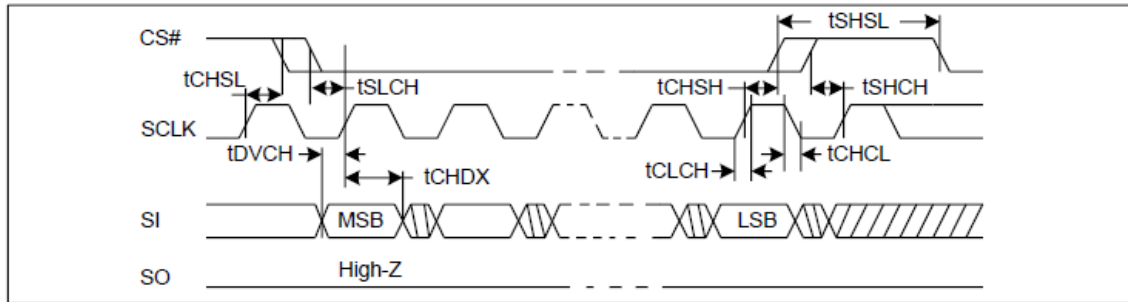 tSHSL
CS#
tCHSL
tSLCH
tCHSH
tSHCH
SCLK
tDVCH
tCHDX
tCLCH
tCHCL
SI
MSB
LSB
High-Z
SO